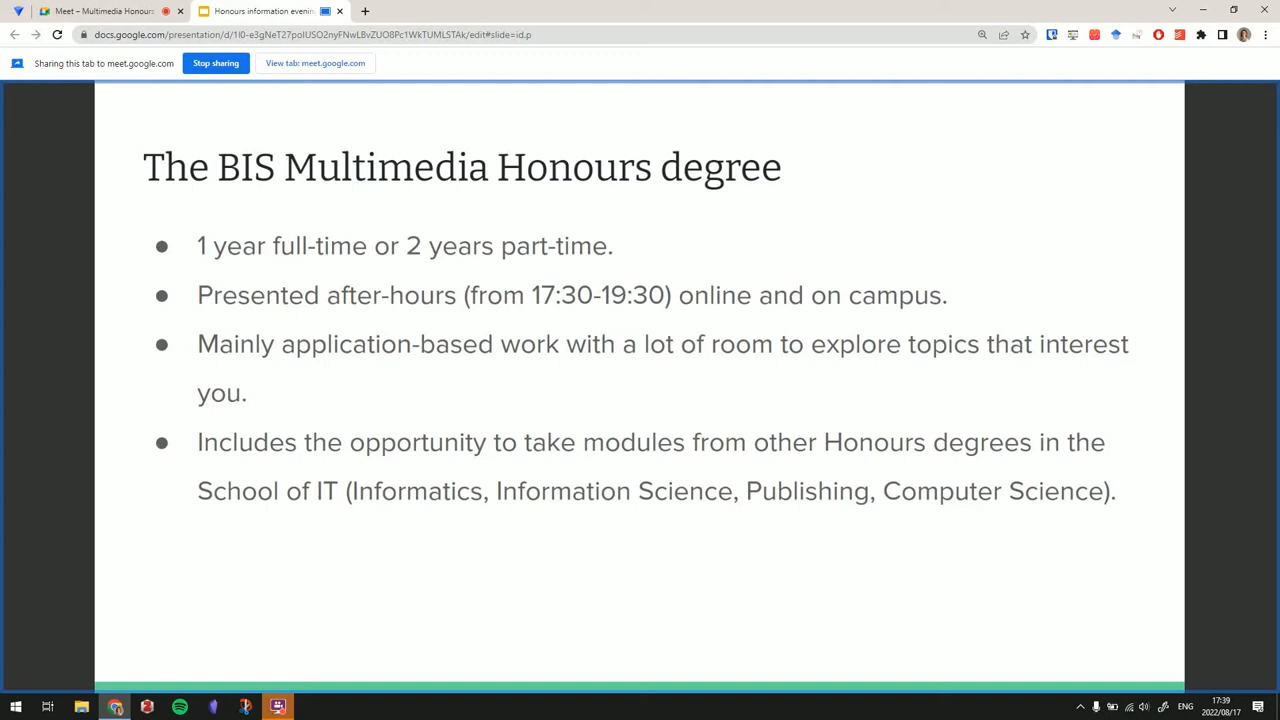 Meet – Multimedia Honours
Honours information evenin
docs.google.com/presentation/d/1I0-e3gNeT27poIUSO2nyFNwLBvZUO8Pc1WkTUMLSTAk/edit#slide=id.p
Sharing this tab to meet.google.com
Stop sharing
View tab: meet.google.com
The BIS Multimedia Honours degree
● 1 year full-time or 2 years part-time.
● Presented after-hours (from 17:30-19:30) online and on campus.
● Mainly application-based work with a lot of room to explore topics that interest
you.
● Includes the opportunity to take modules from other Honours degrees in the
School of IT (Informatics, Information Science, Publishing, Computer Science).
ENG
17:39
2022/08/17